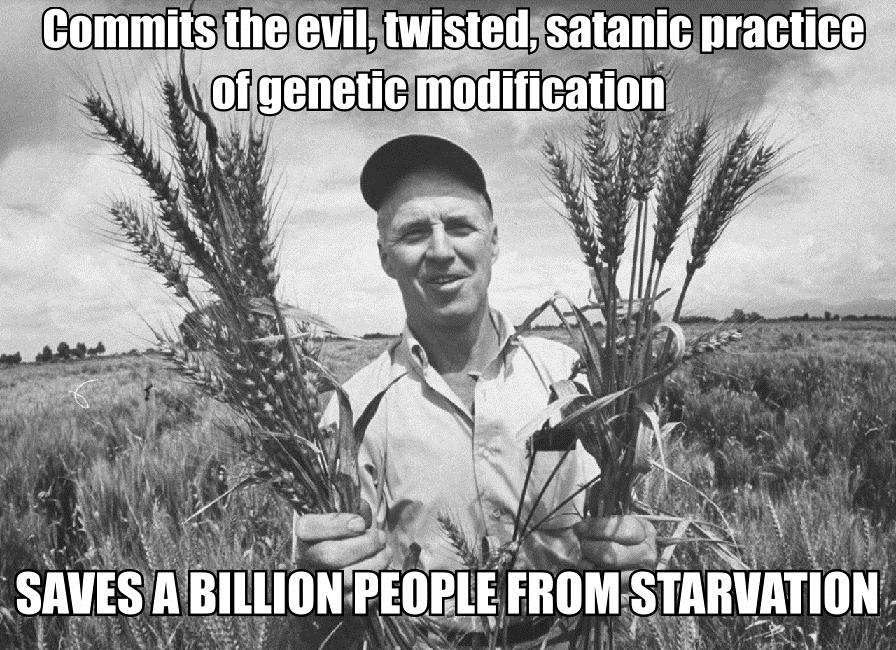 Commits the evil, twisted, satanic practice
of genetic modification
SAVES A BILLION PEOPLE FROM STARVATION